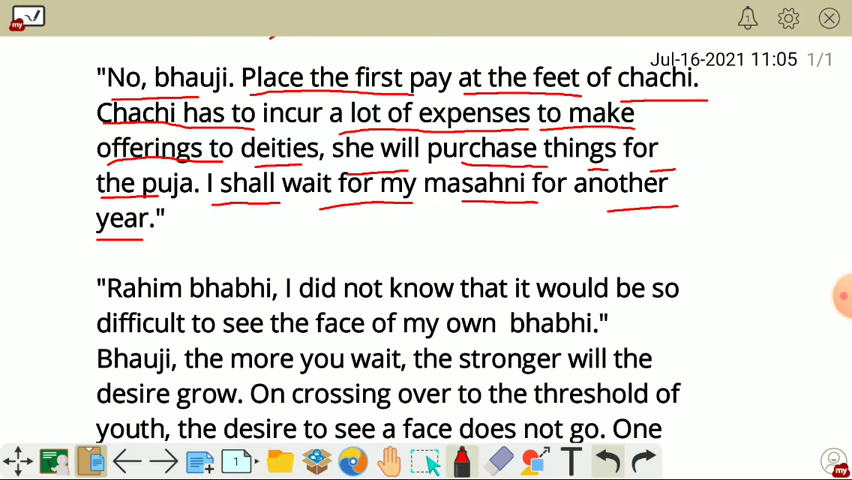 Jul-16-2021 11:05 1/1
"No, bhauji. Place the first pay at the feet of chachi.
Chachi has to incur a lot of expenses to make
offerings to deities, she will purchase things for
the puja. I shall wait for my masahni for another
year."
"Rahim bhabhi, I did not know that it would be so
difficult to see the face of my own bhabhi."
Bhauji, the more you wait, the stronger will the
desire grow. On crossing over to the threshold of
youth, the desire to see a face does not go. One
my
1
1
T
my